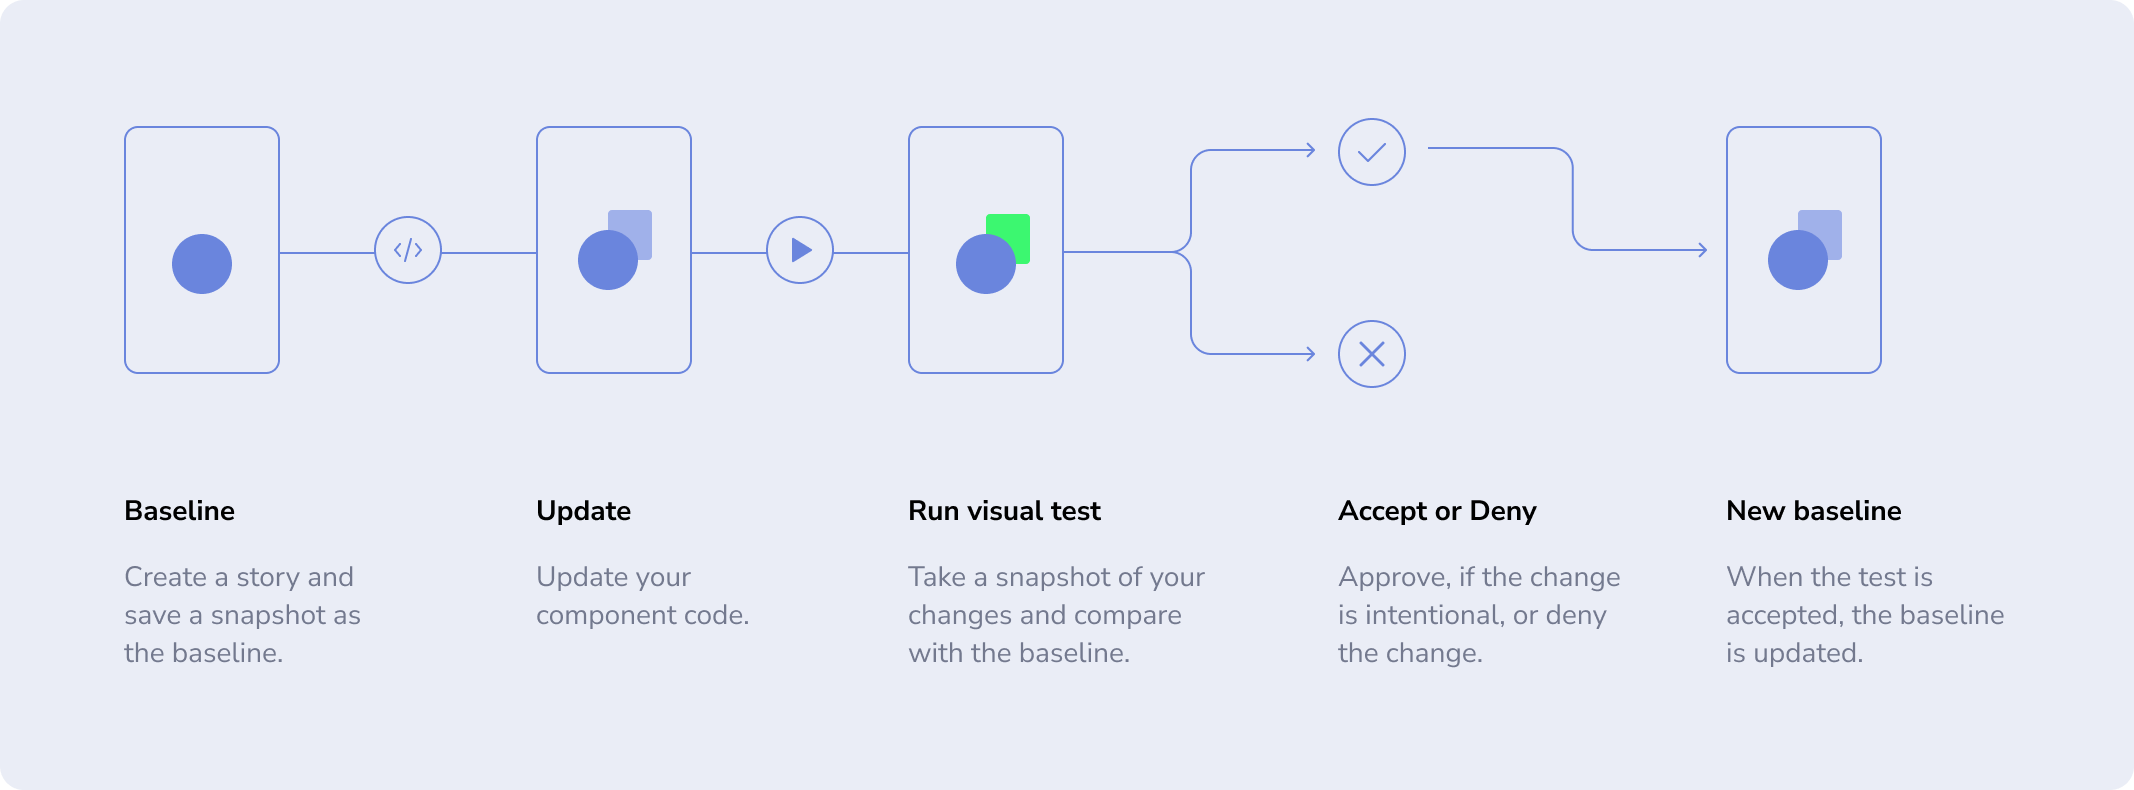 Baseline
Create a story and
save a snapshot as
the baseline.
Update
Update your
component code.
Run visual test
Take a snapshot of your
changes and compare
with the baseline.
Accept or Deny
Approve, if the change
is intentional, or deny
the change.
New baseline
When the test is
accepted, the baseline
is updated.